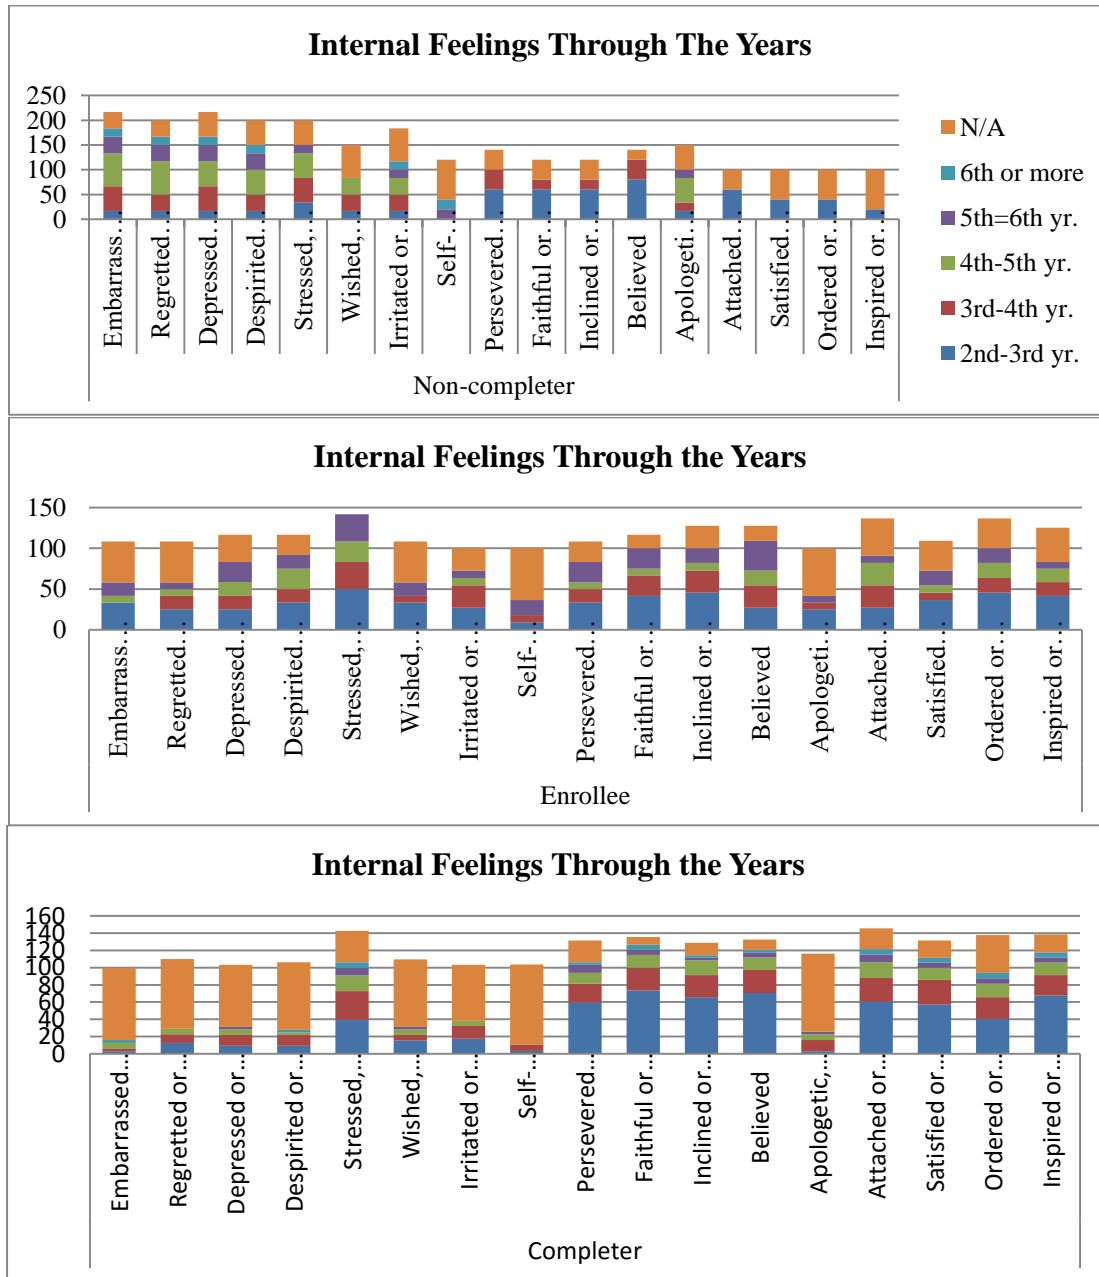 Internal Feelings Through The Years
250
200
150
100
50
0
Embarrass…
Regretted…
Depressed…
Despirited…
Stressed,…
Wished,…
Irritated or…
Self-…
Persevered…
Faithful or…
Inclined or…
Believed
Apologeti…
Attached…
Satisfied…
Ordered or…
Inspired or…
Non-completer
N/A
6th or more
5th=6th yr.
4th-5th yr.
3rd-4th yr.
2nd-3rd yr.
Internal Feelings Through the Years
150
100
50
0
Embarrass…
Regretted…
Depressed…
Despirited…
Stressed,…
Wished,…
Irritated or…
Self-…
Persevered…
Faithful or…
Inclined or…
Believed
Apologeti…
Attached…
Satisfied…
Ordered or…
Inspired or…
Enrollee
Internal Feelings Through the Years
160
140
120
100
80
60
40
20
0
Embarrassed…
Regretted or…
Depressed or…
Despirited or…
Stressed,…
Wished,…
Irritated or…
Self-…
Persevered…
Faithful or…
Inclined or…
Believed
Apologetic,…
Attached or…
Satisfied or…
Ordered or…
Inspired or…
Completer